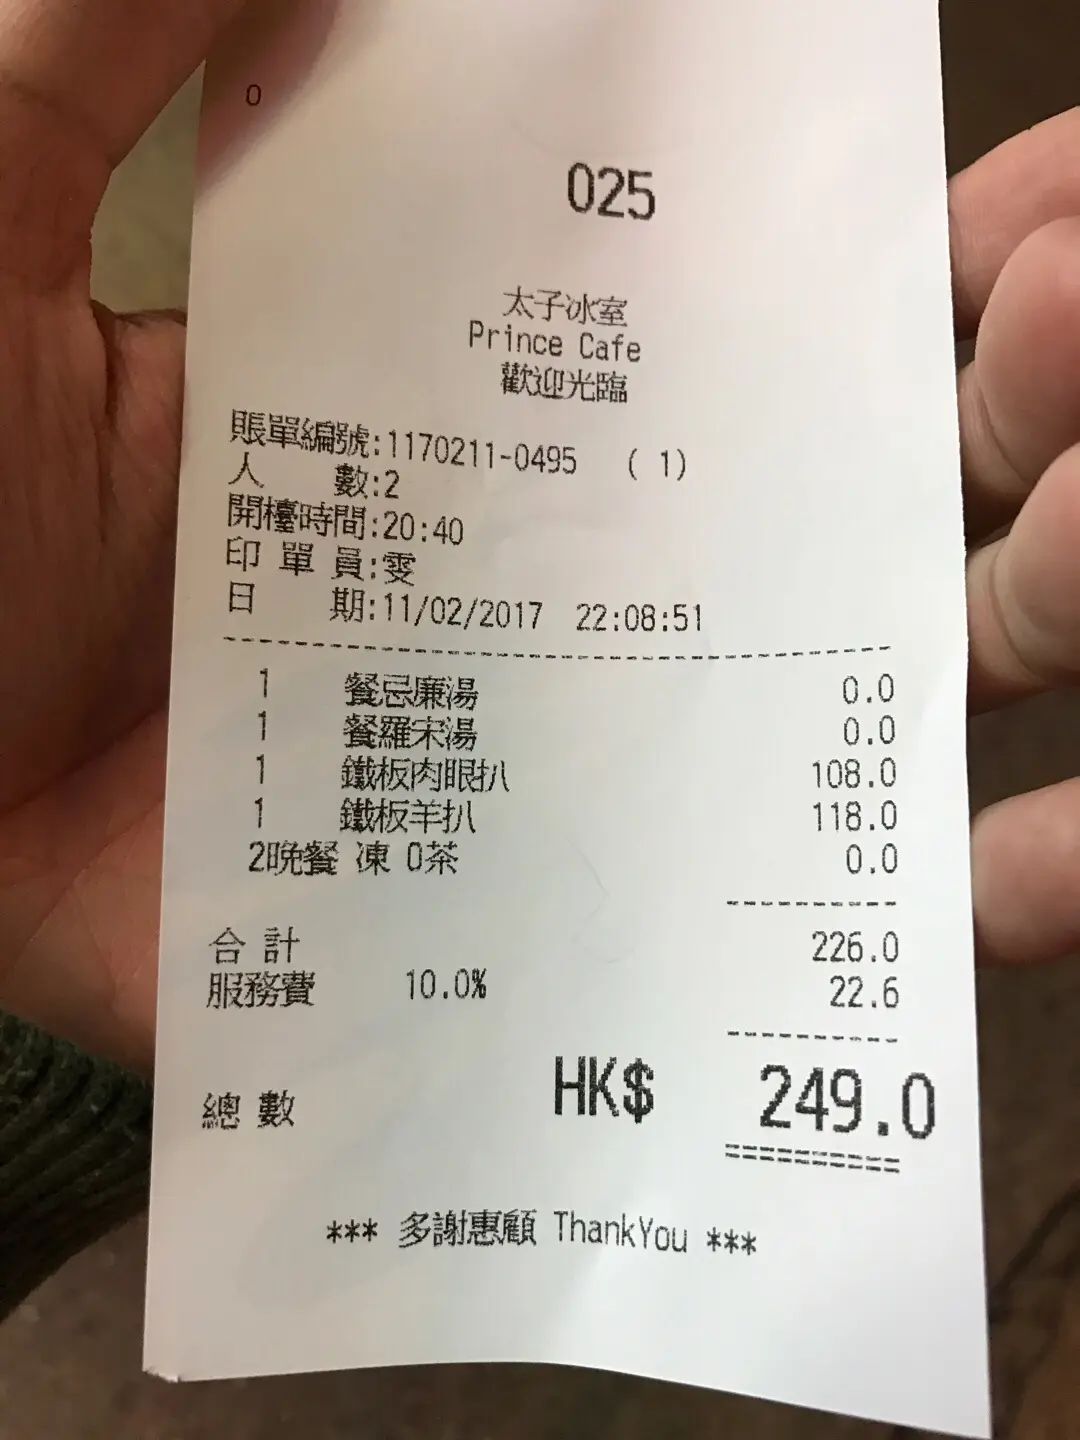 0
025
太子冰室
Prince Cafe
歡迎光臨
賬單編號:1170211-0495 ( 1)
人 數:2
開檯時間:20:40
印 單 員:雯
日 期:11/02/2017 22:08:51
1 餐忌廉湯 0.0
1 餐羅宋湯 0.0
1 鐵板肉眼扒 108.0
1 鐵板羊扒 118.0
2晚餐 凍 0茶 0.0
合 計 226.0
服務費 10.0% 22.6
總 數 HK$ 249.0
*** 多謝惠顧 ThankYou ***